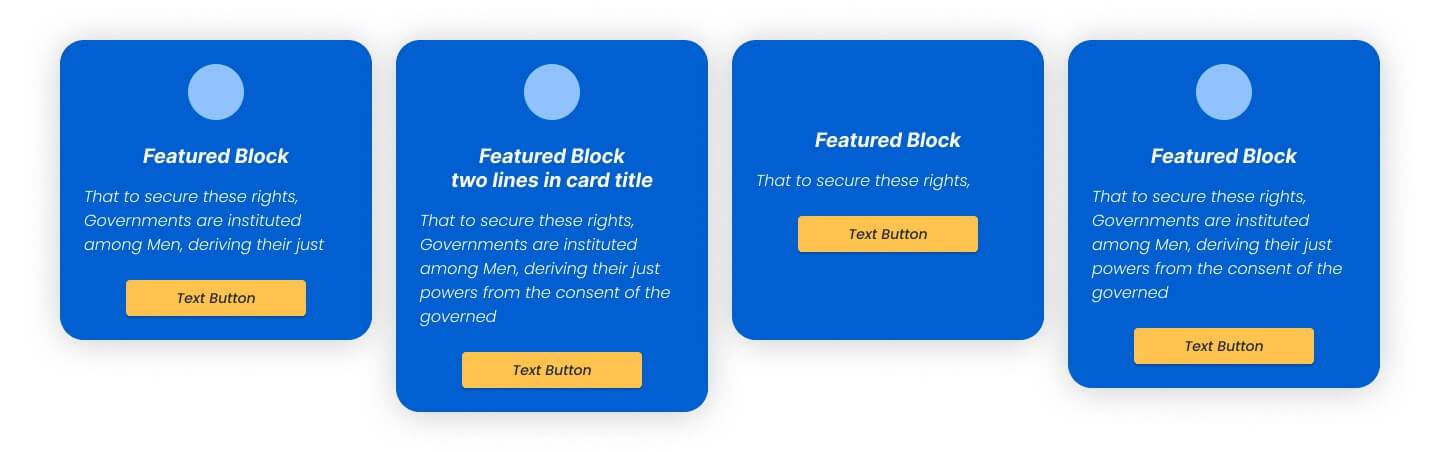 Featured Block
That to secure these rights,
Governments are instituted
among Men, deriving their just
Text Button
Featured Block
two lines in card title
That to secure these rights,
Governments are instituted
among Men, deriving their just
powers from the consent of the
governed
Text Button
Featured Block
That to secure these rights,
Text Button
Featured Block
That to secure these rights,
Governments are instituted
among Men, deriving their just
powers from the consent of the
governed
Text Button